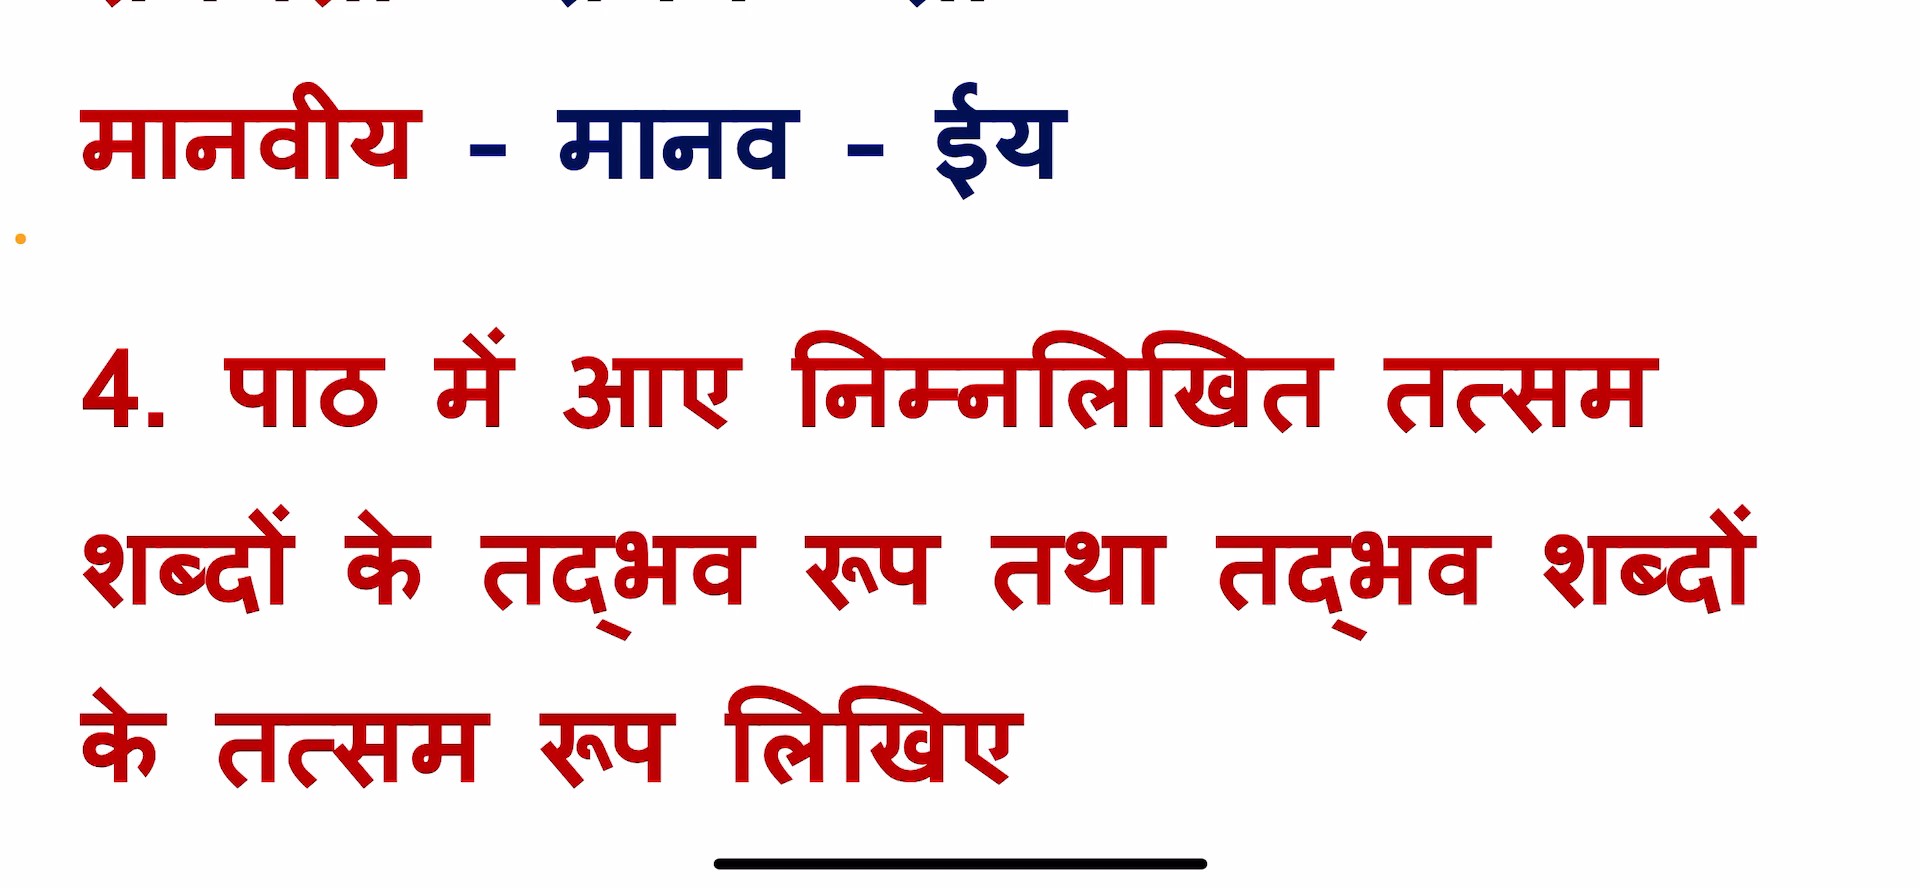 मानवीय - मानव - ईय
4. पाठ में आए निम्नलिखित तत्सम
शब्दों के तद्‌भव रूप तथा तद्‌भव शब्दों
के तत्सम रूप लिखिए